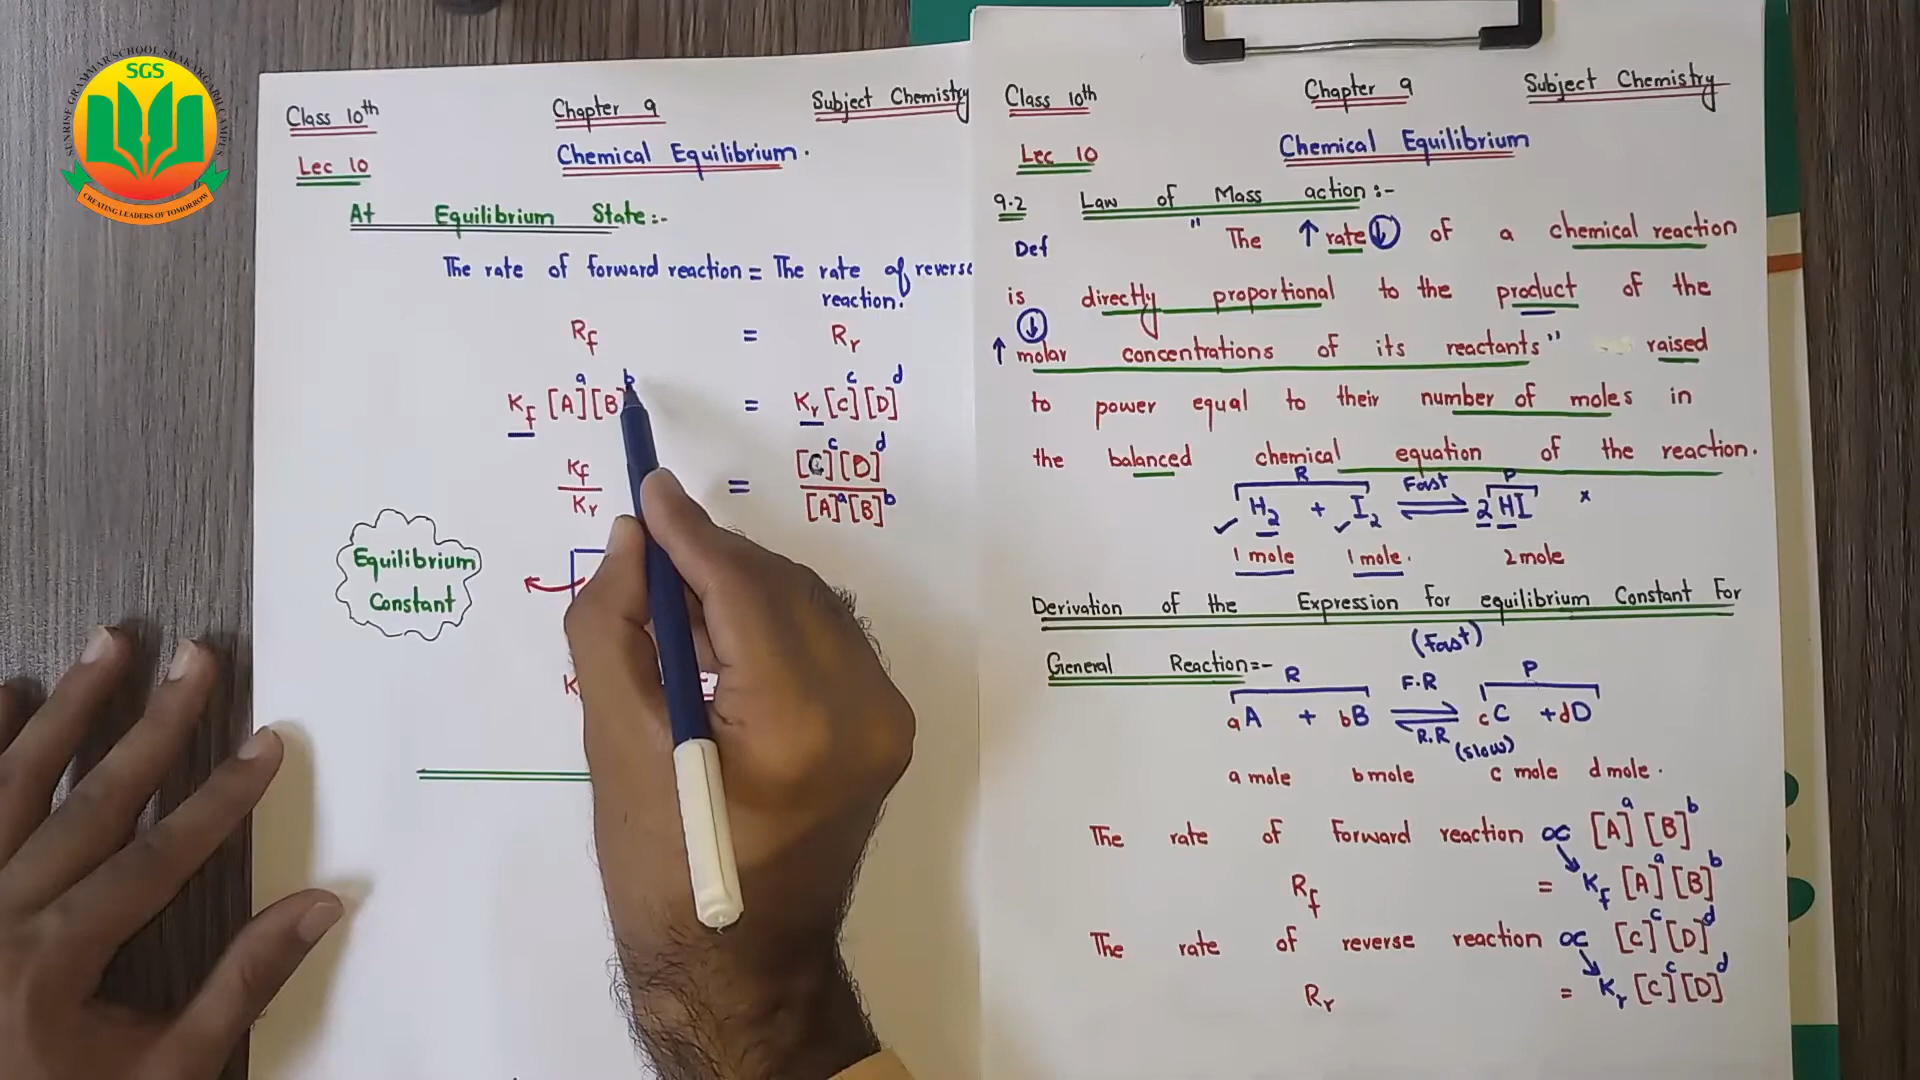 SUNRISE GRAMMAR SCHOOL SHAKARGARH CAMPUS
SGS
CREATING LEADERS OF TOMORROW
Class 10th Chapter 9 Subject Chemistry
Lec 10 Chemical Equilibrium.
At Equilibrium State:-
The rate of forward reaction = The rate of reverse
reaction.
Rf = Rr
Kf [A]ᵃ[B]ᵇ = Kr [C]ᶜ[D]ᵈ
Kf / Kr = [C]ᶜ[D]ᵈ / [A]ᵃ[B]ᵇ
Equilibrium
Constant
K
Class 10th Chapter 9 Subject Chemistry
Lec 10 Chemical Equilibrium
9.2 Law of Mass action:-
Def " The ↑ rate ↓ of a chemical reaction
is directly proportional to the product of the
↓
↑ molar concentrations of its reactants" raised
to power equal to their number of moles in
the balanced chemical equation of the reaction.
R Fast P
H₂ + I₂ ⇌ 2HI x
1 mole 1 mole. 2 mole
Derivation of the Expression For equilibrium Constant For
(Fast)
General Reaction=-
R F.R P
aA + bB ⇌ cC + dD
R.R (slow)
a mole b mole c mole d mole.
The rate of Forward reaction ∝ [A]ᵃ [B]ᵇ
Rf = Kf [A]ᵃ [B]ᵇ
The rate of reverse reaction ∝ [C]ᶜ [D]ᵈ
Rr = Kr [C]ᶜ [D]ᵈ